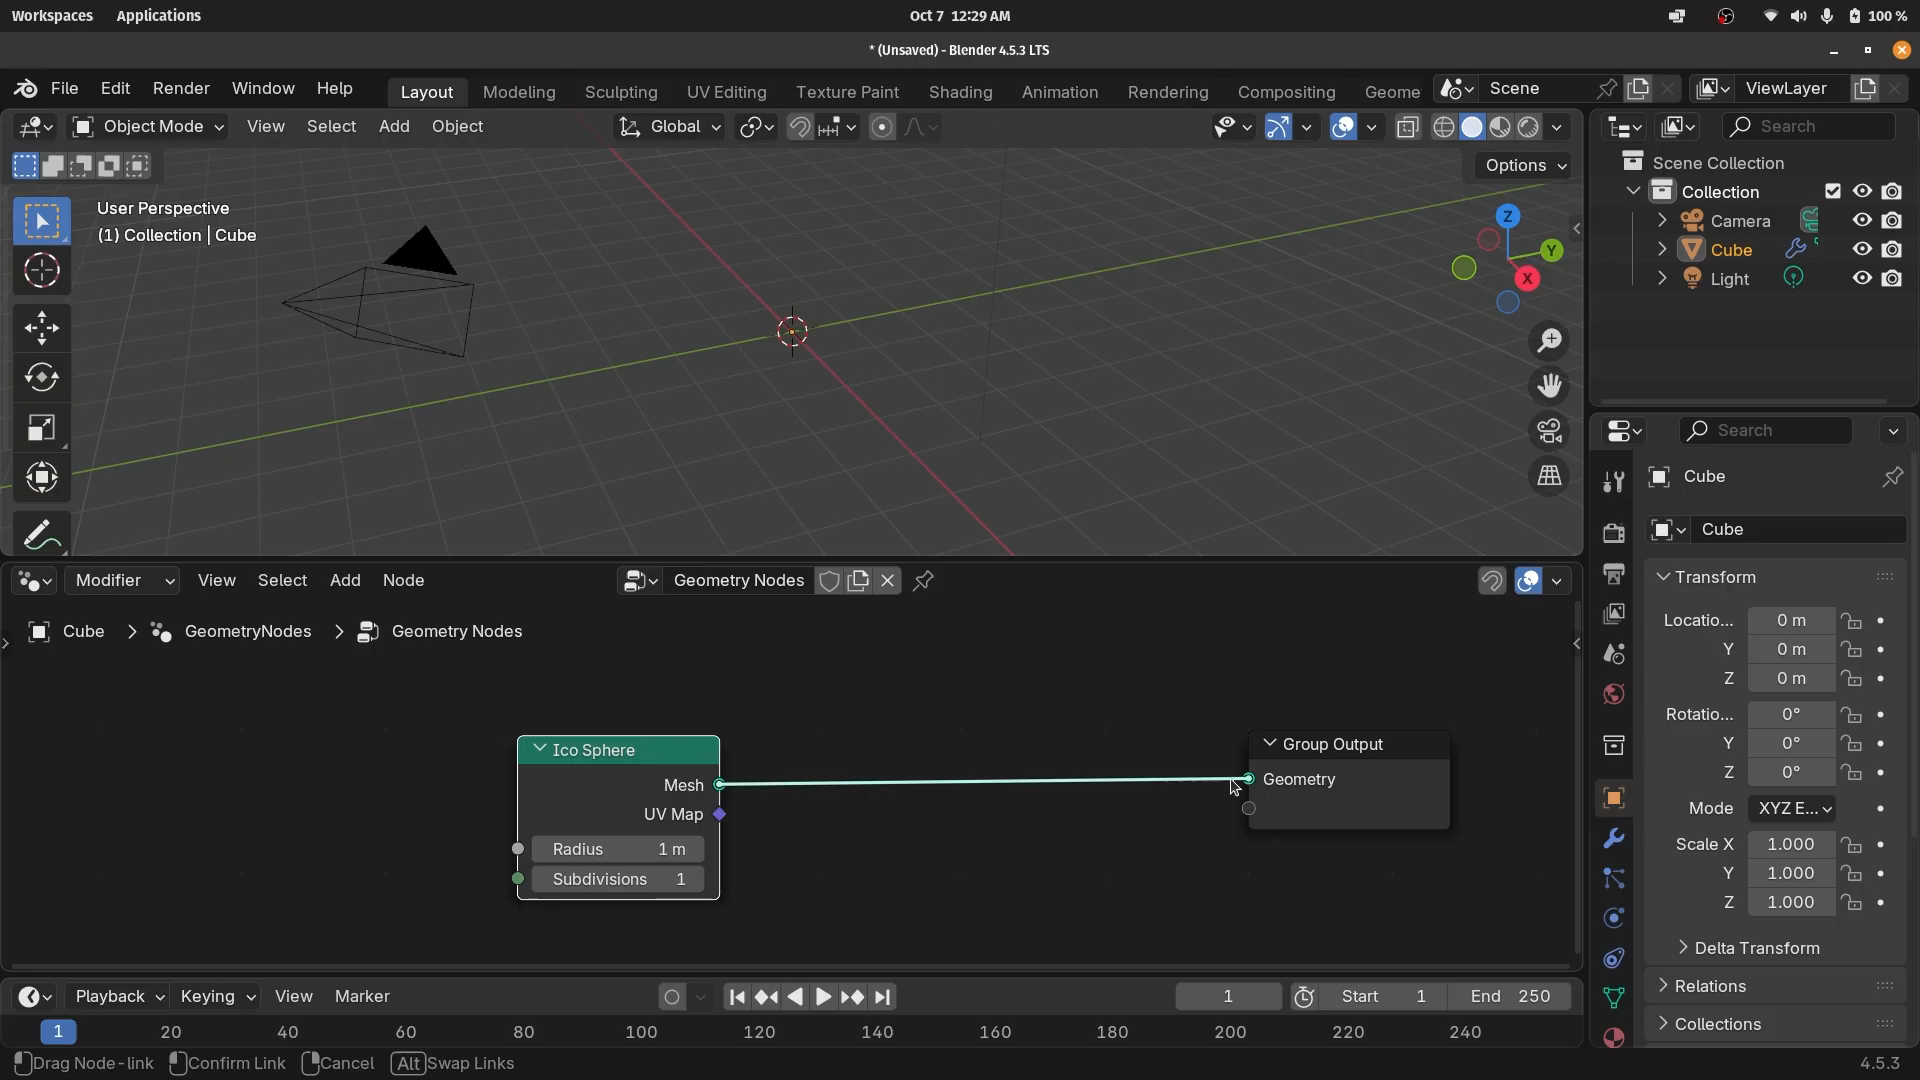 Workspaces Applications Oct 7 12:29 AM 100 %
* (Unsaved) - Blender 4.5.3 LTS
File Edit Render Window Help Layout Modeling Sculpting UV Editing Texture Paint Shading Animation Rendering Compositing Geome Scene ViewLayer
Object Mode View Select Add Object Global Search
Options
Scene Collection
Collection
Camera
Cube
Light
User Perspective
(1) Collection | Cube
Z
Y
X
Search
Cube
Cube
Transform
Locatio... 0 m
Y 0 m
Z 0 m
Rotatio... 0°
Y 0°
Z 0°
Mode XYZ E...
Scale X 1.000
Y 1.000
Z 1.000
Delta Transform
Relations
Collections
Modifier View Select Add Node Geometry Nodes
Cube GeometryNodes Geometry Nodes
Ico Sphere
Mesh
UV Map
Radius 1 m
Subdivisions 1
Group Output
Geometry
Playback Keying View Marker 1 Start 1 End 250
1 20 40 60 80 100 120 140 160 180 200 220 240
Drag Node-link Confirm Link Cancel Alt Swap Links 4.5.3